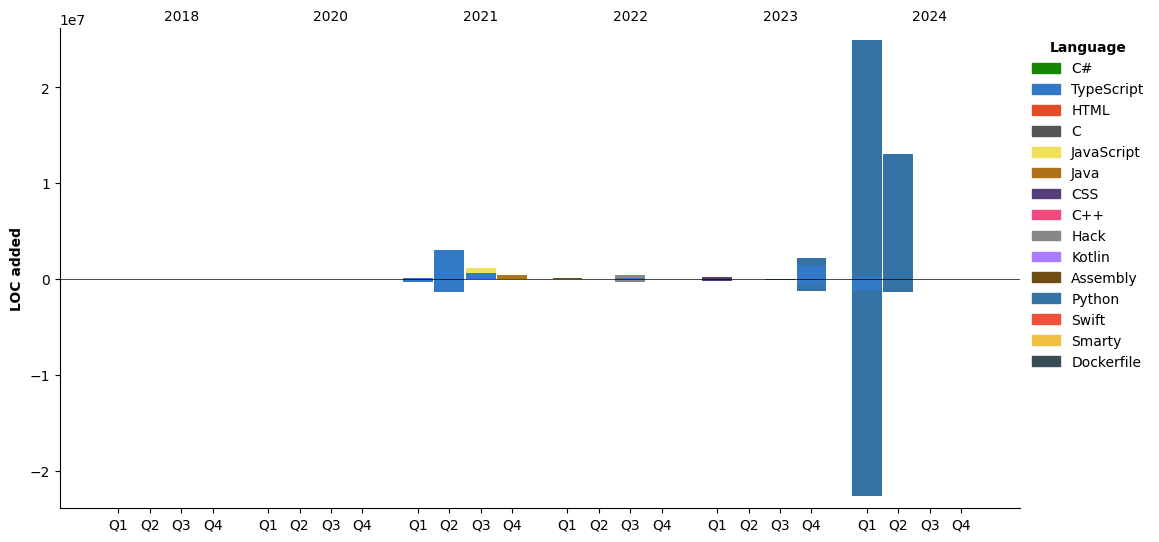 1e7
2018 2020 2021 2022 2023 2024
Language
C#
TypeScript
HTML
C
JavaScript
Java
CSS
C++
Hack
Kotlin
Assembly
Python
Swift
Smarty
Dockerfile
LOC added
2
1
0
−1
−2
Q1 Q2 Q3 Q4 Q1 Q2 Q3 Q4 Q1 Q2 Q3 Q4 Q1 Q2 Q3 Q4 Q1 Q2 Q3 Q4 Q1 Q2 Q3 Q4